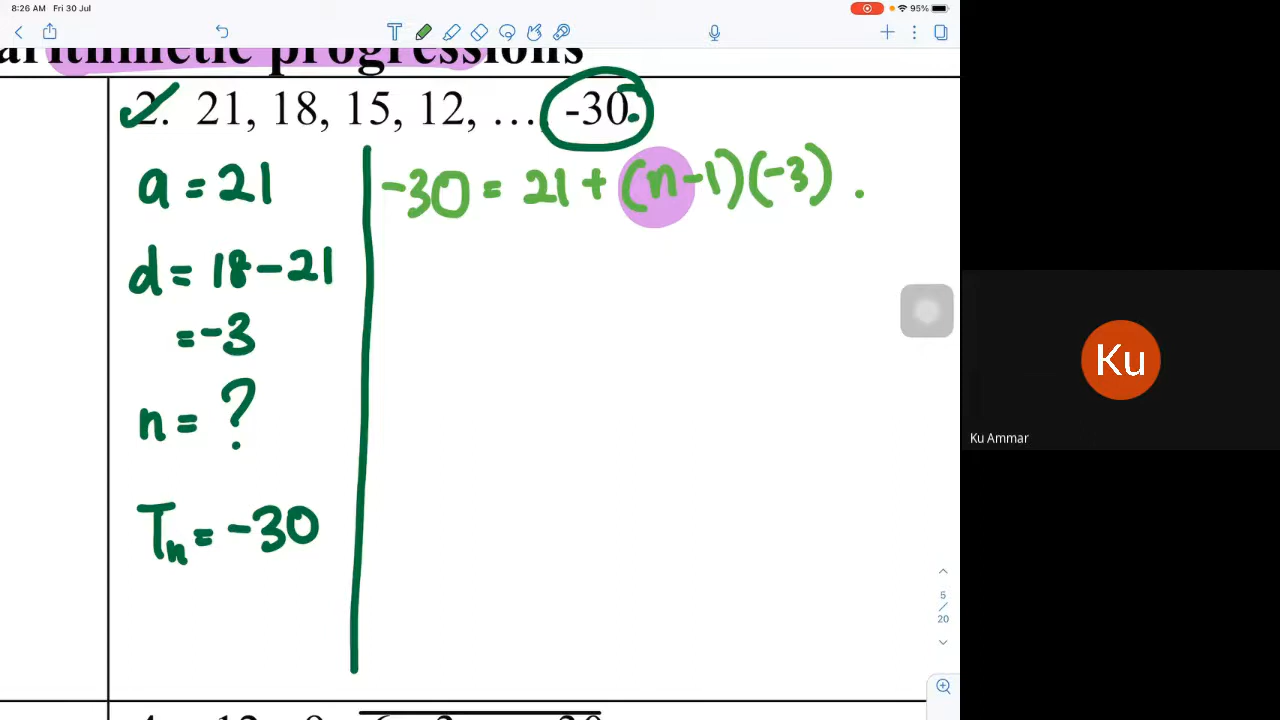 8:26 AM Fri 30 Jul
95%
arithmetic progressions
2. 21, 18, 15, 12, … -30.
a = 21
-30 = 21 + (n-1)(-3) .
d = 18 - 21
= -3
n = ?
Tn = -30
5
/
20
Ku
Ku Ammar